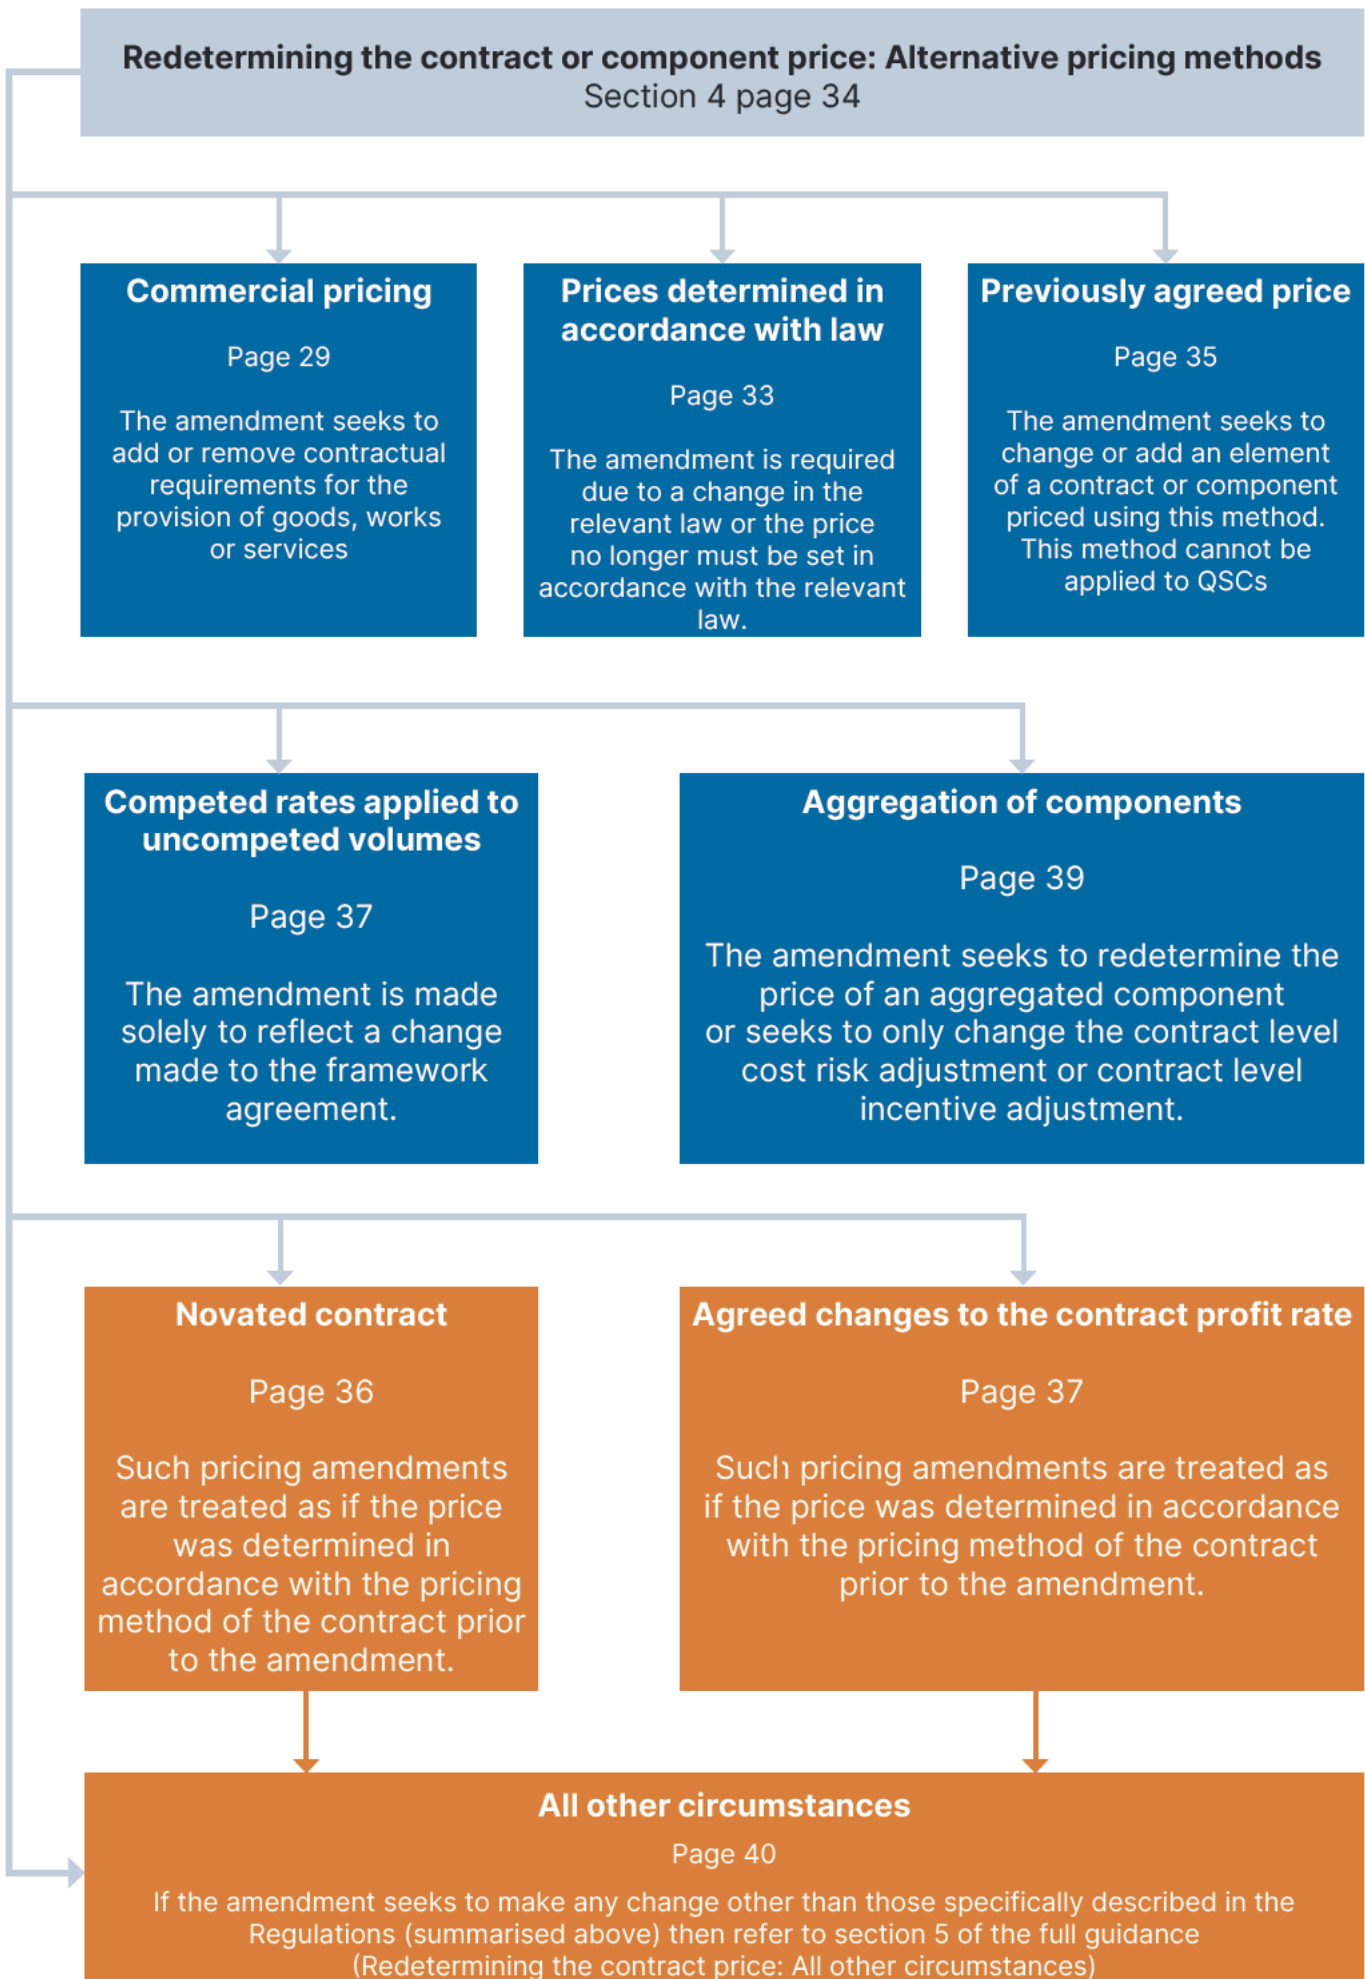 Redetermining the contract or component price: Alternative pricing methods
Section 4 page 34
Commercial pricing
Page 29
The amendment seeks to
add or remove contractual
requirements for the
provision of goods, works
or services
Prices determined in
accordance with law
Page 33
The amendment is required
due to a change in the
relevant law or the price
no longer must be set in
accordance with the relevant
law.
Previously agreed price
Page 35
The amendment seeks to
change or add an element
of a contract or component
priced using this method.
This method cannot be
applied to QSCs
Competed rates applied to
uncompeted volumes
Page 37
The amendment is made
solely to reflect a change
made to the framework
agreement.
Aggregation of components
Page 39
The amendment seeks to redetermine the
price of an aggregated component
or seeks to only change the contract level
cost risk adjustment or contract level
incentive adjustment.
Novated contract
Page 36
Such pricing amendments
are treated as if the price
was determined in
accordance with the pricing
method of the contract prior
to the amendment.
Agreed changes to the contract profit rate
Page 37
Such pricing amendments are treated as
if the price was determined in accordance
with the pricing method of the contract
prior to the amendment.
All other circumstances
Page 40
If the amendment seeks to make any change other than those specifically described in the
Regulations (summarised above) then refer to section 5 of the full guidance
(Redetermining the contract price: All other circumstances)